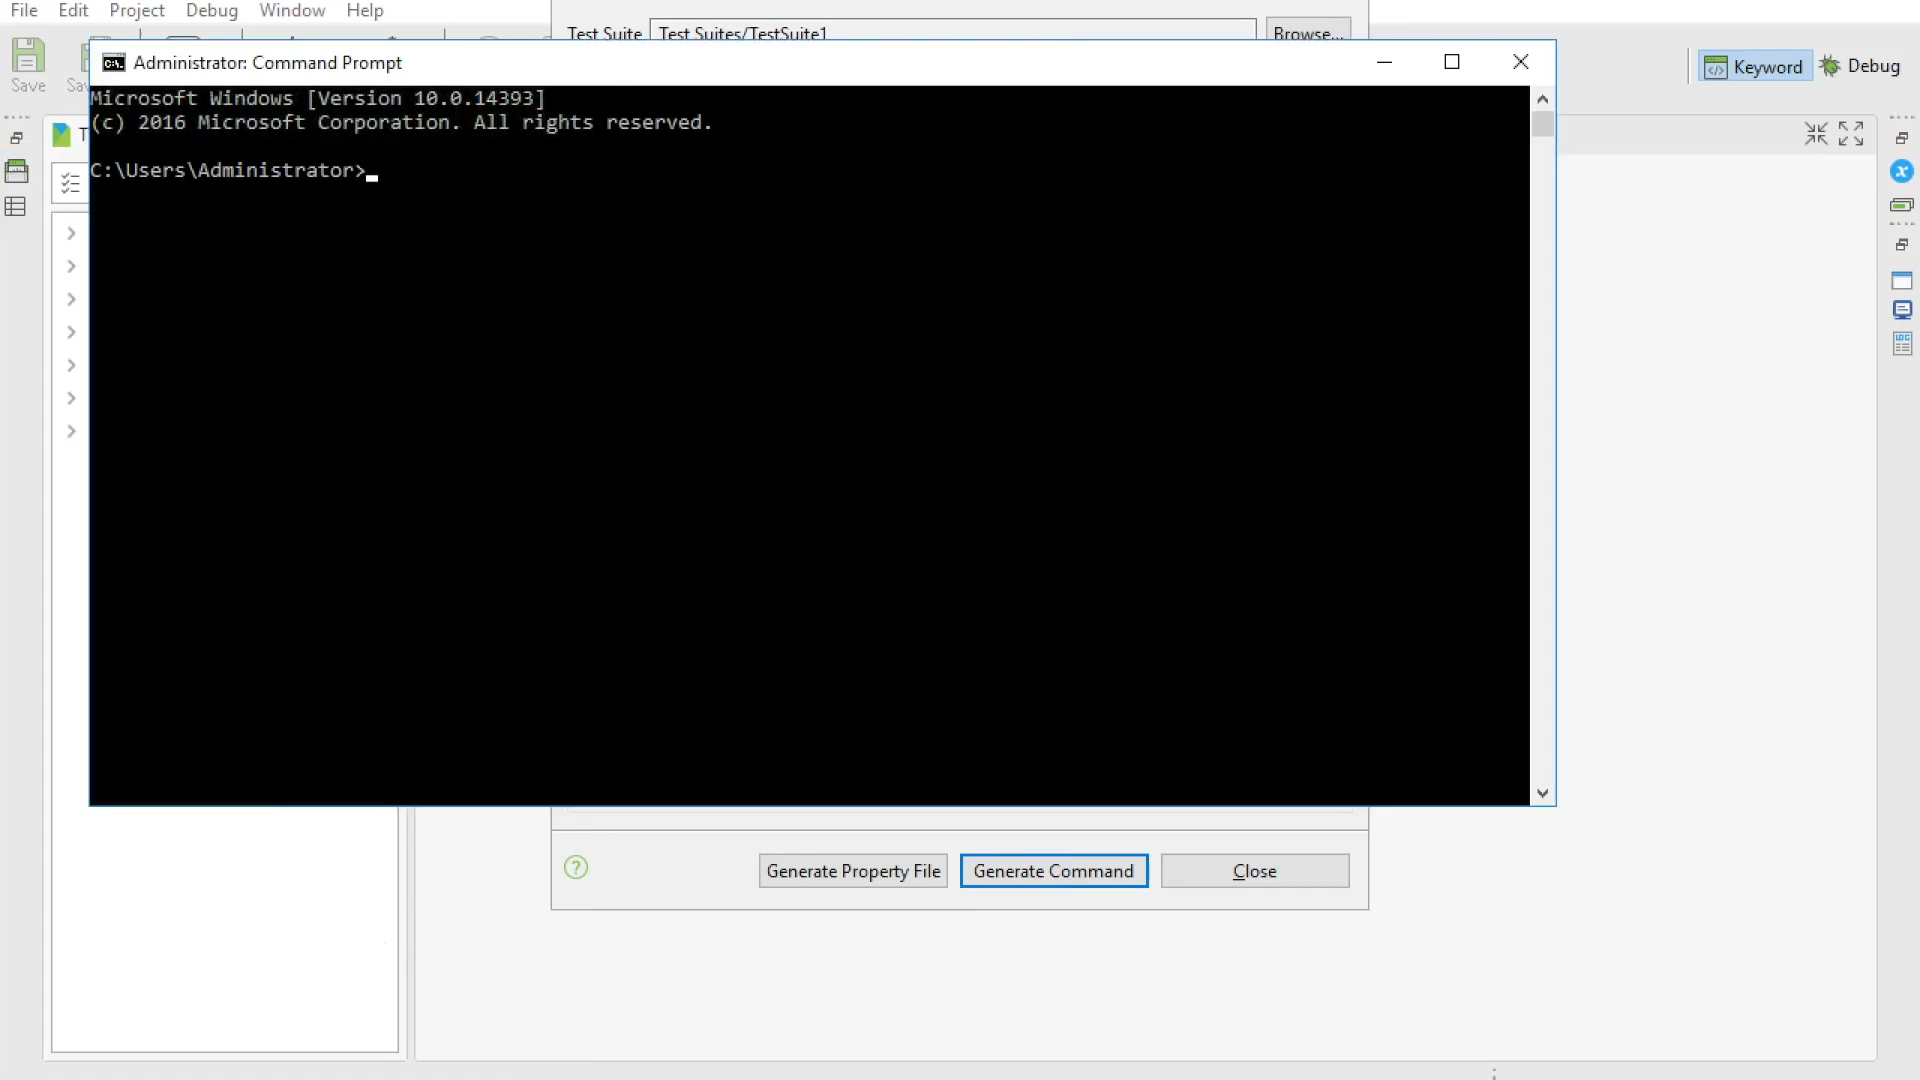 File Edit Project Debug Window Help
Test Suite Test Suites/TestSuite1 Browse...
Save
Administrator: Command Prompt
Keyword Debug
Microsoft Windows [Version 10.0.14393]
(c) 2016 Microsoft Corporation. All rights reserved.
C:\Users\Administrator>
Generate Property File Generate Command Close